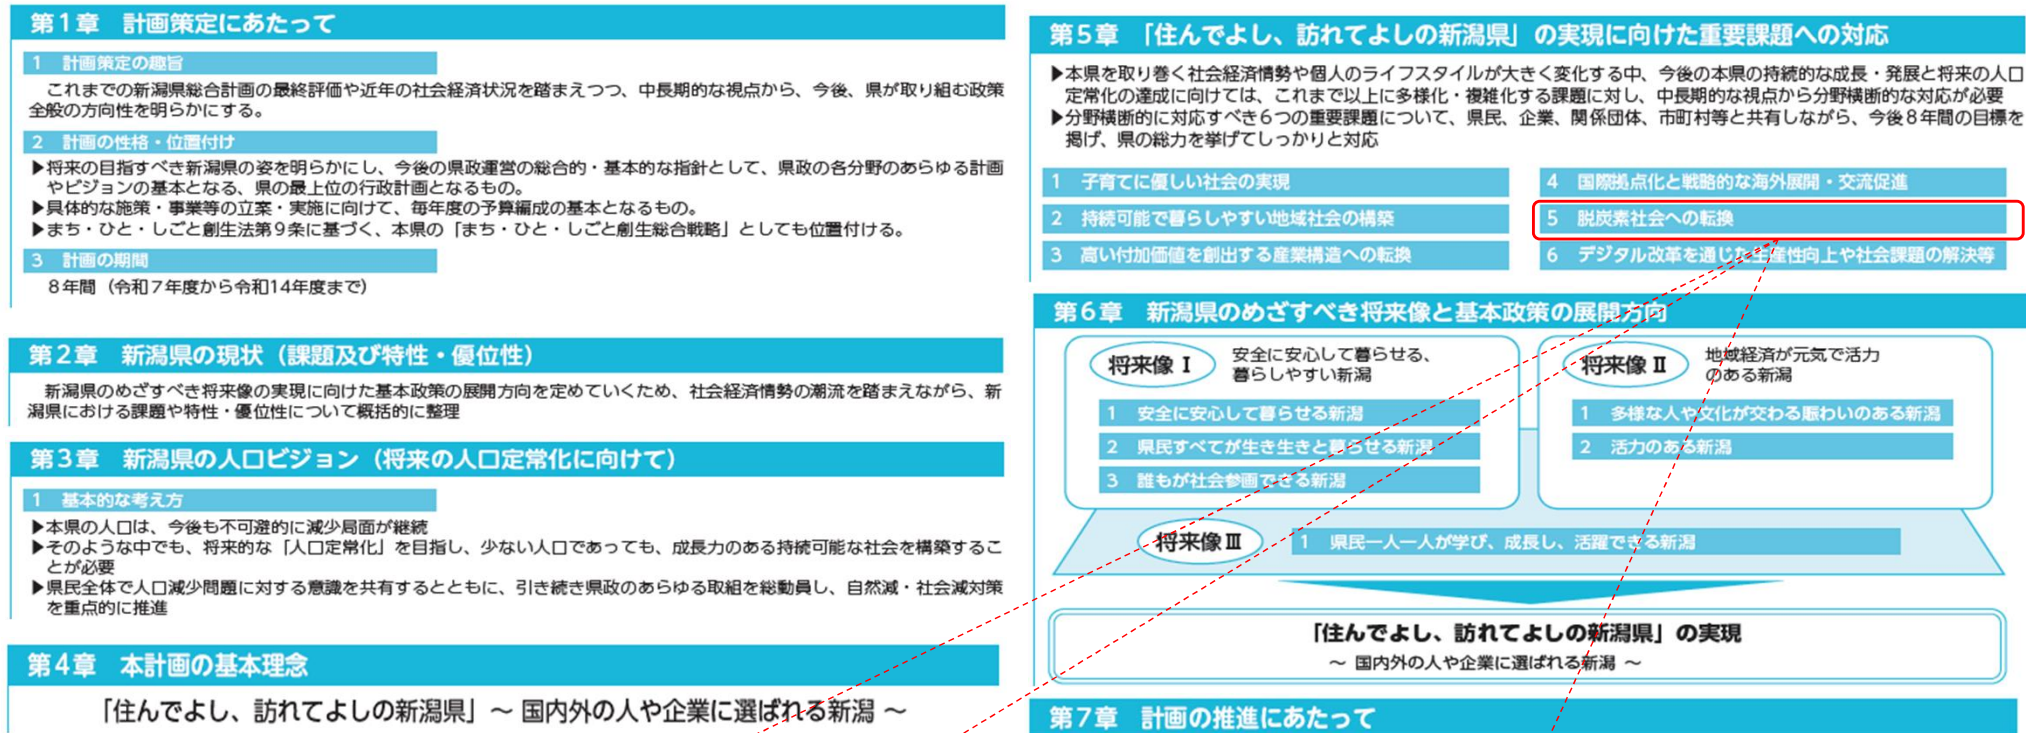 第1章　計画策定にあたって
1　計画策定の趣旨
これまでの新潟県総合計画の最終評価や近年の社会経済状況を踏まえつつ、中長期的な視点から、今後、県が取り組む政策
全般の方向性を明らかにする。
2　計画の性格・位置付け
▶将来の目指すべき新潟県の姿を明らかにし、今後の県政運営の総合的・基本的な指針として、県政の各分野のあらゆる計画
やビジョンの基本となる、県の最上位の行政計画となるもの。
▶具体的な施策・事業等の立案・実施に向けて、毎年度の予算編成の基本となるもの。
▶まち・ひと・しごと創生法第9条に基づく、本県の「まち・ひと・しごと創生総合戦略」としても位置付ける。
3　計画の期間
8年間（令和7年度から令和14年度まで）
第2章　新潟県の現状（課題及び特性・優位性）
新潟県のめざすべき将来像の実現に向けた基本政策の展開方向を定めていくため、社会経済情勢の潮流を踏まえながら、新
潟県における課題や特性・優位性について概括的に整理
第3章　新潟県の人口ビジョン（将来の人口定常化に向けて）
1　基本的な考え方
▶本県の人口は、今後も不可避的に減少局面が継続
▶そのような中でも、将来的な「人口定常化」を目指し、少ない人口であっても、成長力のある持続可能な社会を構築するこ
とが必要
▶県民全体で人口減少問題に対する意識を共有するとともに、引き続き県政のあらゆる取組を総動員し、自然減・社会減対策
を重点的に推進
第4章　本計画の基本理念
「住んでよし、訪れてよしの新潟県」～ 国内外の人や企業に選ばれる新潟 ～
第5章　「住んでよし、訪れてよしの新潟県」の実現に向けた重要課題への対応
▶本県を取り巻く社会経済情勢や個人のライフスタイルが大きく変化する中、今後の本県の持続的な成長・発展と将来の人口
定常化の達成に向けては、これまで以上に多様化・複雑化する課題に対し、中長期的な視点から分野横断的な対応が必要
▶分野横断的に対応すべき6つの重要課題について、県民、企業、関係団体、市町村等と共有しながら、今後8年間の目標を
掲げ、県の総力を挙げてしっかりと対応
1　子育てに優しい社会の実現
2　持続可能で暮らしやすい地域社会の構築
3　高い付加価値を創出する産業構造への転換
4　国際拠点化と戦略的な海外展開・交流促進
5　脱炭素社会への転換
6　デジタル改革を通じた生産性向上や社会課題の解決等
第6章　新潟県のめざすべき将来像と基本政策の展開方向
将来像Ⅰ
安全に安心して暮らせる、
暮らしやすい新潟
1　安全に安心して暮らせる新潟
2　県民すべてが生き生きと暮らせる新潟
3　誰もが社会参画できる新潟
将来像Ⅱ
地域経済が元気で活力
のある新潟
1　多様な人や文化が交わる賑わいのある新潟
2　活力のある新潟
将来像Ⅲ
1　県民一人一人が学び、成長し、活躍できる新潟
「住んでよし、訪れてよしの新潟県」の実現
～ 国内外の人や企業に選ばれる新潟 ～
第7章　計画の推進にあたって